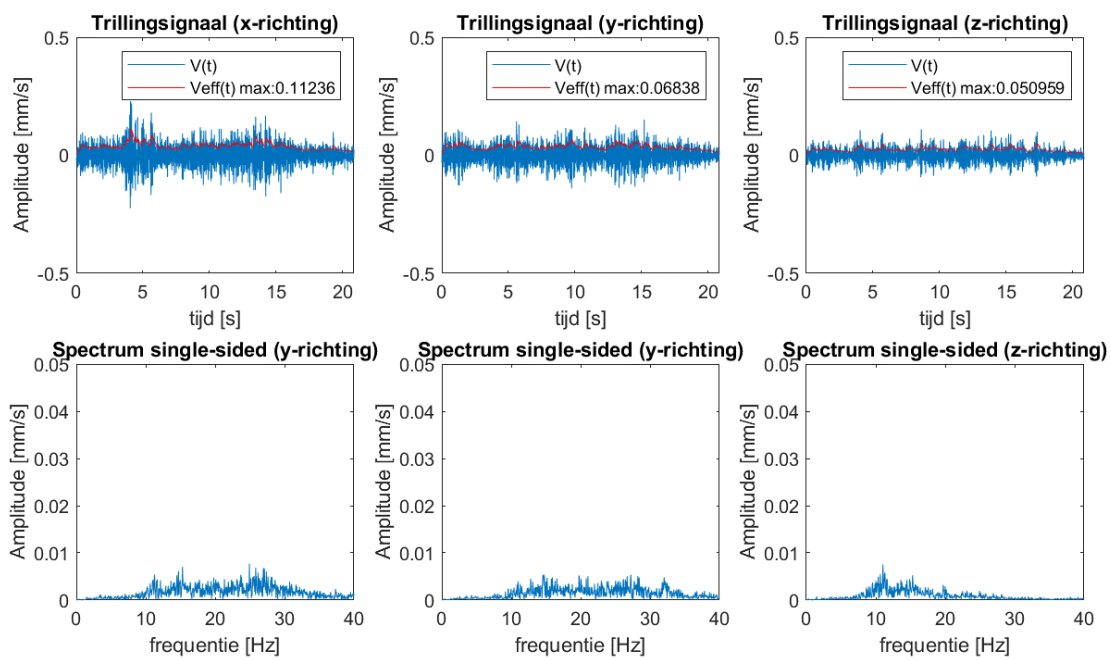 Trillingsignaal (x-richting)
0.5
0
-0.5
Amplitude [mm/s]
V(t)
Veff(t) max:0.11236
0 5 10 15 20
tijd [s]
Trillingsignaal (y-richting)
0.5
0
-0.5
Amplitude [mm/s]
V(t)
Veff(t) max:0.06838
0 5 10 15 20
tijd [s]
Trillingsignaal (z-richting)
0.5
0
-0.5
Amplitude [mm/s]
V(t)
Veff(t) max:0.050959
0 5 10 15 20
tijd [s]
Spectrum single-sided (y-richting)
0.05
0.04
0.03
0.02
0.01
0
Amplitude [mm/s]
0 10 20 30 40
frequentie [Hz]
Spectrum single-sided (y-richting)
0.05
0.04
0.03
0.02
0.01
0
Amplitude [mm/s]
0 10 20 30 40
frequentie [Hz]
Spectrum single-sided (z-richting)
0.05
0.04
0.03
0.02
0.01
0
Amplitude [mm/s]
0 10 20 30 40
frequentie [Hz]